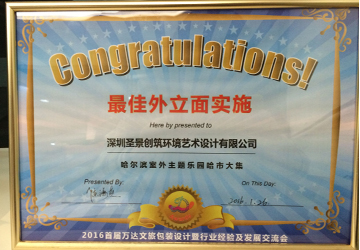 Congratulations!
最佳外立面实施
Here by presented to
深圳圣景创筑环境艺术设计有限公司
哈尔滨室外主题乐园哈市大集
Presented By:
On This Day:
2016.1.26
2016首届万达文旅包装设计暨行业经验及发展交流会